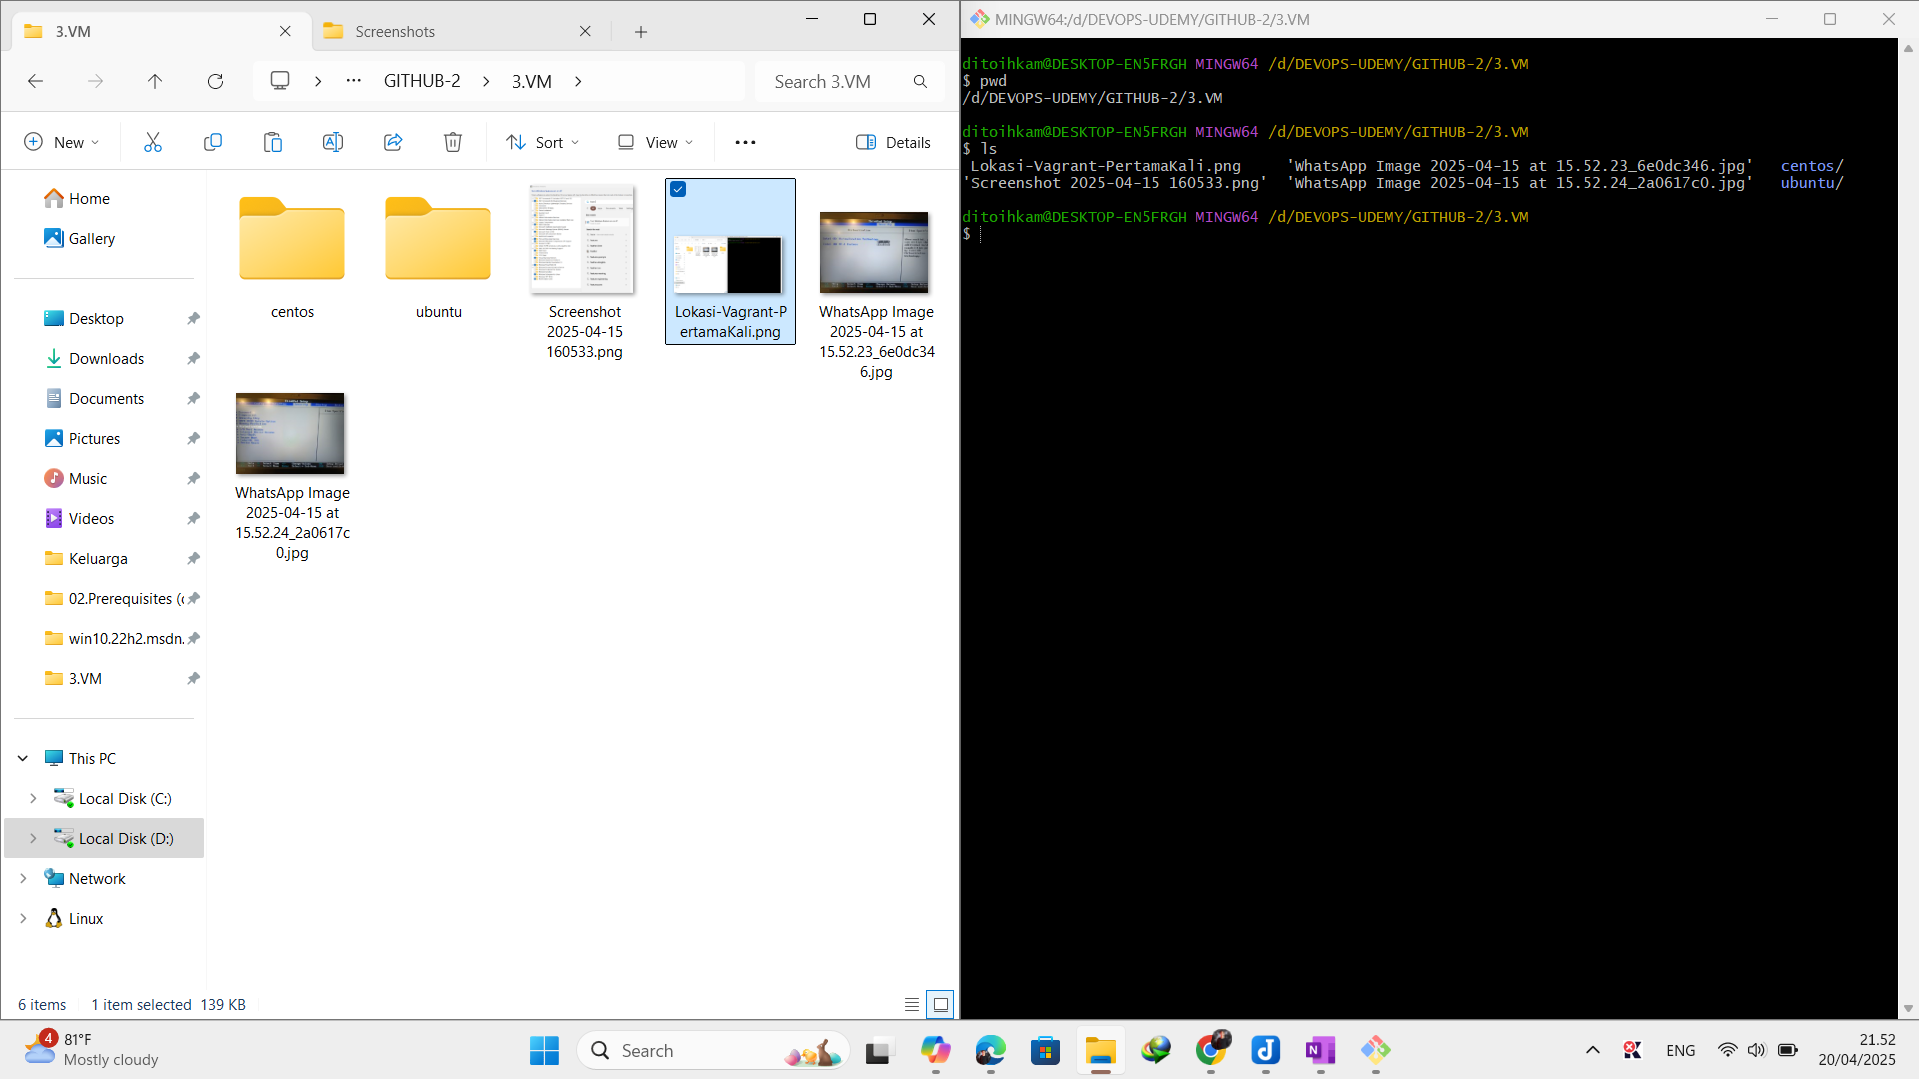 3.VM
Screenshots
GITHUB-2
3.VM
Search 3.VM
New
Sort
View
Details
Home
Gallery
Desktop
Downloads
Documents
Pictures
Music
Videos
Keluarga
02.Prerequisites (
win10.22h2.msdn.
3.VM
This PC
Local Disk (C:)
Local Disk (D:)
Network
Linux
centos
ubuntu
Screenshot
2025-04-15
160533.png
Lokasi-Vagrant-P
ertamaKali.png
WhatsApp Image
2025-04-15 at
15.52.23_6e0dc34
6.jpg
WhatsApp Image
2025-04-15 at
15.52.24_2a0617c
0.jpg
6 items
1 item selected 139 KB
MINGW64:/d/DEVOPS-UDEMY/GITHUB-2/3.VM
ditoihkam@DESKTOP-EN5FRGH MINGW64 /d/DEVOPS-UDEMY/GITHUB-2/3.VM
$ pwd
/d/DEVOPS-UDEMY/GITHUB-2/3.VM
ditoihkam@DESKTOP-EN5FRGH MINGW64 /d/DEVOPS-UDEMY/GITHUB-2/3.VM
$ ls
Lokasi-Vagrant-PertamaKali.png 'WhatsApp Image 2025-04-15 at 15.52.23_6e0dc346.jpg' centos/
'Screenshot 2025-04-15 160533.png' 'WhatsApp Image 2025-04-15 at 15.52.24_2a0617c0.jpg' ubuntu/
ditoihkam@DESKTOP-EN5FRGH MINGW64 /d/DEVOPS-UDEMY/GITHUB-2/3.VM
$
4
81°F
Mostly cloudy
Search
ENG
21.52
20/04/2025